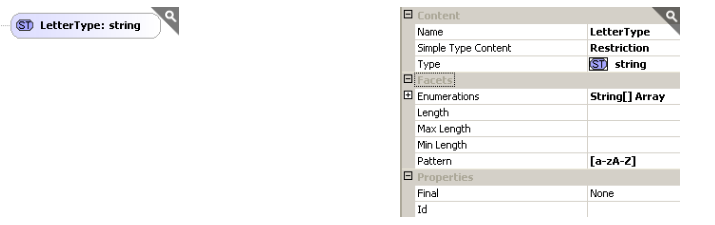 ST LetterType: string
Content
Name LetterType
Simple Type Content Restriction
Type ST string
Facets
Enumerations String[] Array
Length
Max Length
Min Length
Pattern [a-zA-Z]
Properties
Final None
Id